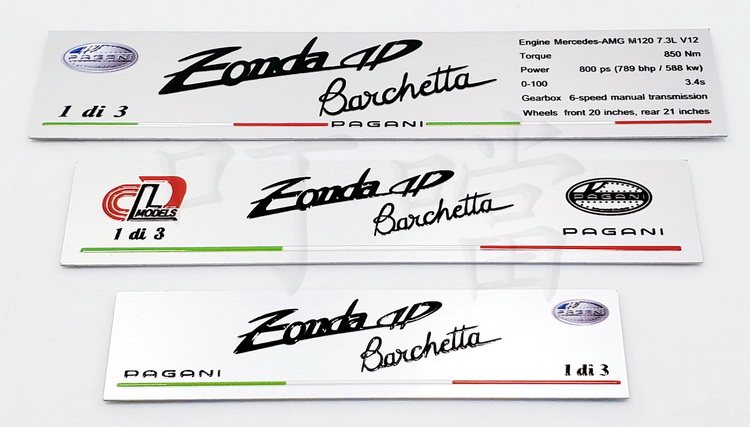 PAGANI
Zonda HP
Barchetta
1 di 3
PAGANI
Engine Mercedes-AMG M120 7.3L V12
Torque 850 Nm
Power 800 ps (789 bhp / 588 kw)
0-100 3.4s
Gearbox 6-speed manual transmission
Wheels front 20 inches, rear 21 inches
CL MODELS
1 di 3
Zonda HP
Barchetta
PAGANI
PAGANI
Zonda HP
Barchetta
PAGANI
PAGANI
1 di 3
叮噹